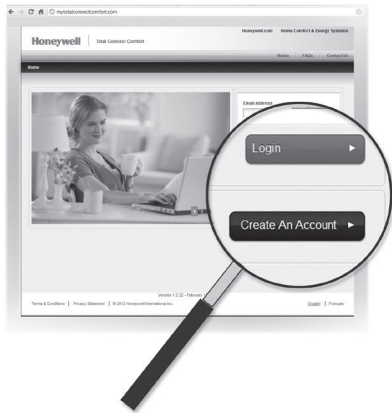 mytotalconnectcomfort.com
Honeywell.com Home Comfort & Energy Systems
Honeywell Total Connect Comfort
Home FAQs Contact Us
Home
Email Address
Login
Create An Account
Version 1.2.22 - February
Terms & Conditions | Privacy Statement | © 2012 Honeywell International Inc.
English | Français